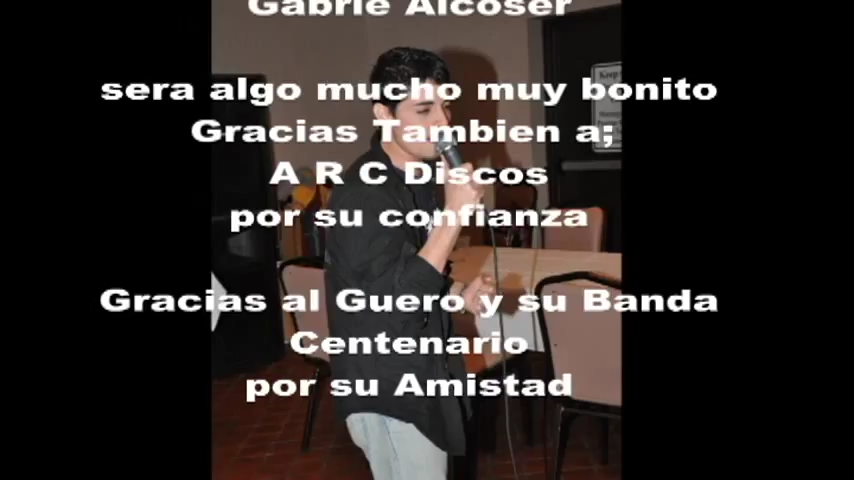 Gabrie Alcoser
sera algo mucho muy bonito
Gracias Tambien a;
A R C Discos
por su confianza
Gracias al Guero y su Banda
Centenario
por su Amistad